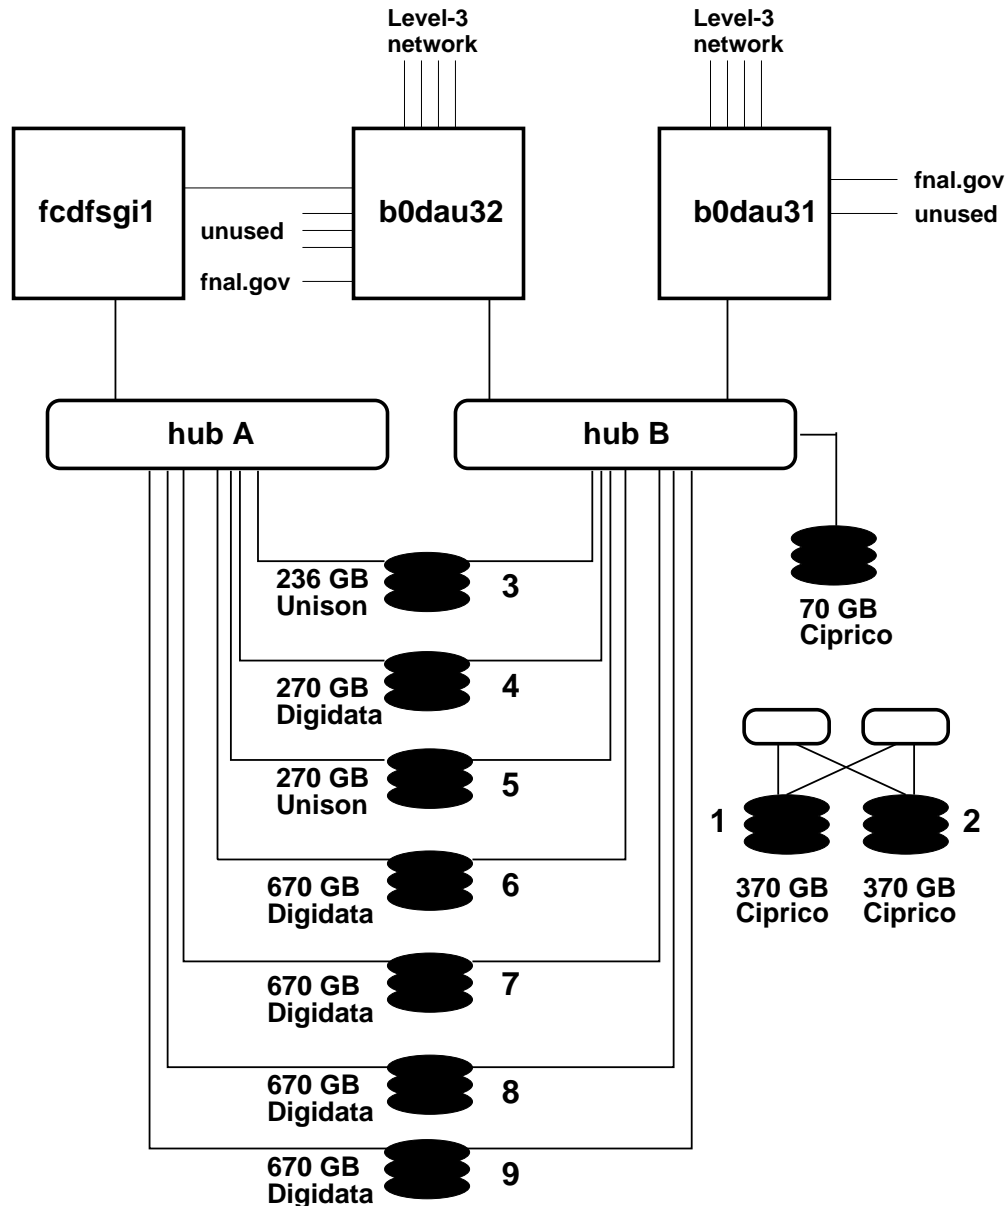 Level-3
network
Level-3
network
fcdfsgi1
b0dau32
b0dau31
fnal.gov
unused
unused
fnal.gov
hub A
hub B
236 GB
Unison
3
70 GB
Ciprico
270 GB
Digidata
4
270 GB
Unison
5
1
2
370 GB
Ciprico
370 GB
Ciprico
670 GB
Digidata
6
670 GB
Digidata
7
670 GB
Digidata
8
670 GB
Digidata
9